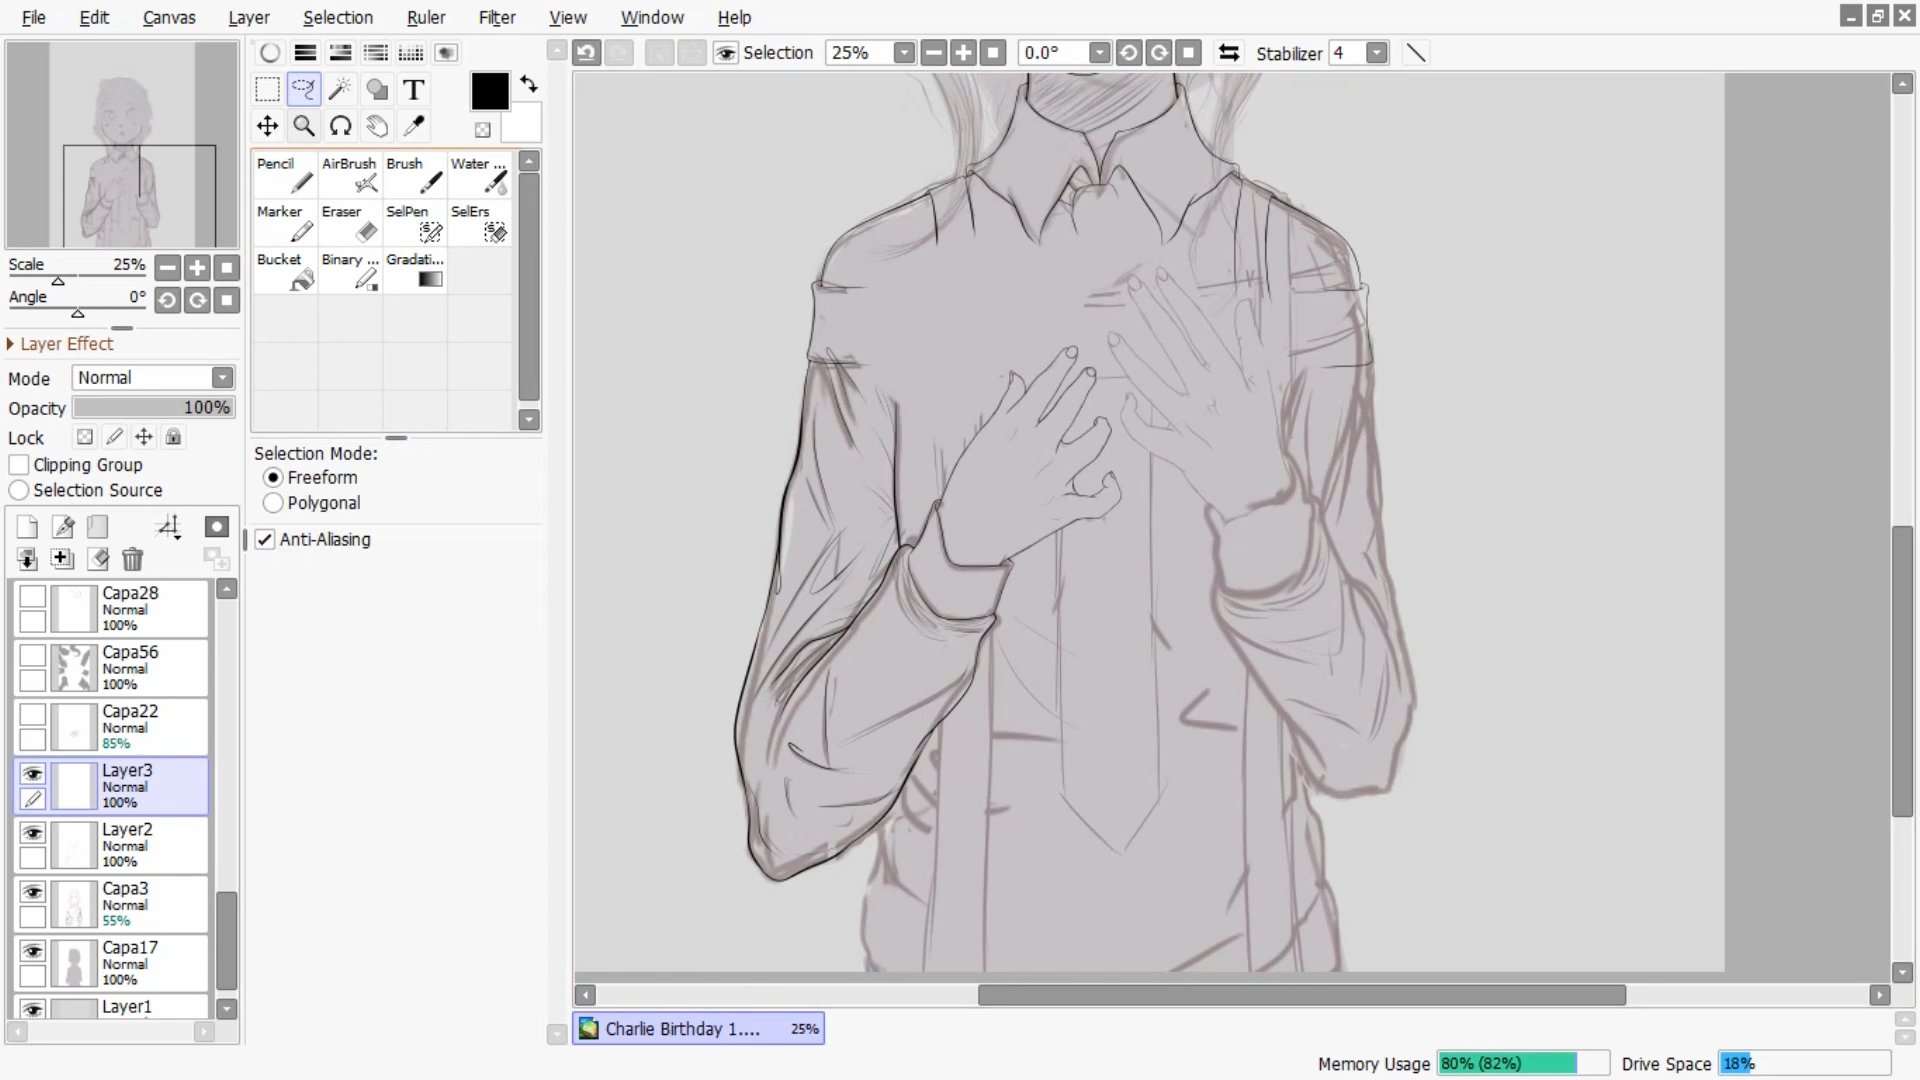 File Edit Canvas Layer Selection Ruler Filter View Window Help
Selection 25% 0.0° Stabilizer 4
T
Pencil AirBrush Brush Water ...
Marker Eraser SelPen SelErs
Bucket Binary ... Gradati...
Scale 25%
Angle 0°
Layer Effect
Mode Normal
Opacity 100%
Lock
Clipping Group
Selection Source
Selection Mode:
Freeform
Polygonal
Anti-Aliasing
Capa28
Normal
100%
Capa56
Normal
100%
Capa22
Normal
85%
Layer3
Normal
100%
Layer2
Normal
100%
Capa3
Normal
55%
Capa17
Normal
100%
Layer1
Charlie Birthday 1.... 25%
Memory Usage 80% (82%) Drive Space 18%